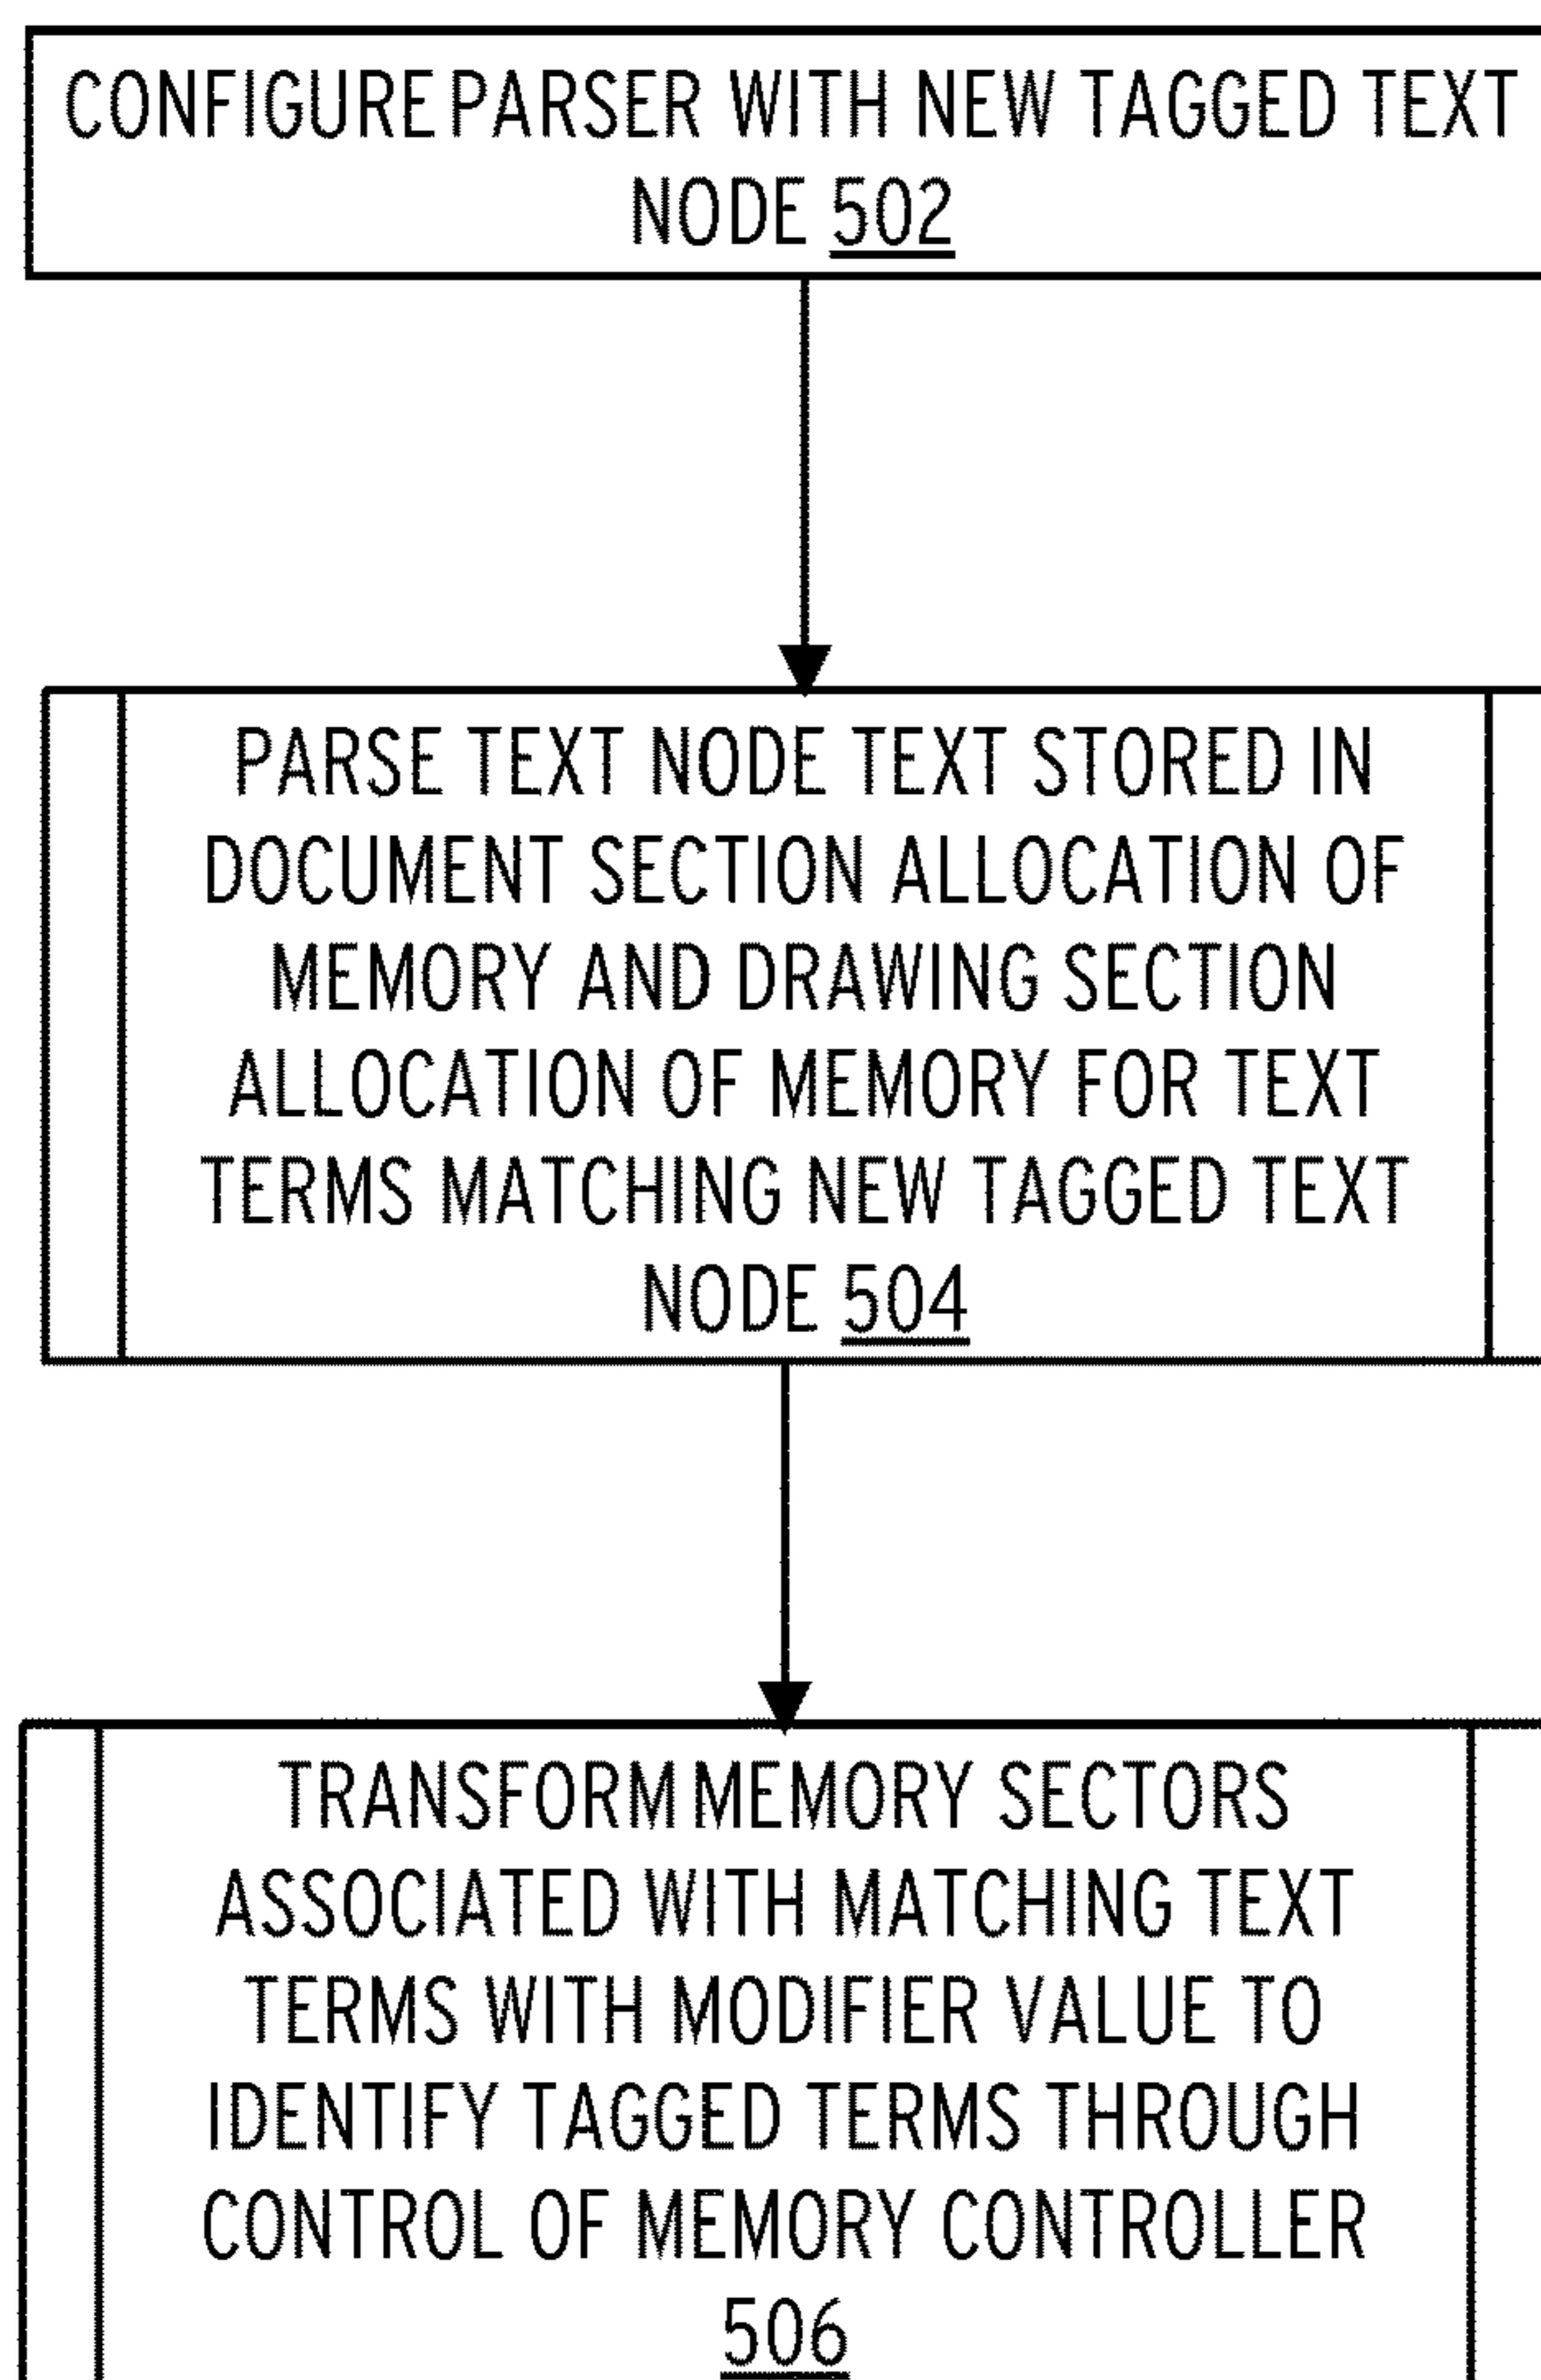 CONFIGURE PARSER WITH NEW TAGGED TEXT
NODE 502
PARSE TEXT NODE TEXT STORED IN
DOCUMENT SECTION ALLOCATION OF
MEMORY AND DRAWING SECTION
ALLOCATION OF MEMORY FOR TEXT
TERMS MATCHING NEW TAGGED TEXT
NODE 504
TRANSFORM MEMORY SECTORS
ASSOCIATED WITH MATCHING TEXT
TERMS WITH MODIFIER VALUE TO
IDENTIFY TAGGED TERMS THROUGH
CONTROL OF MEMORY CONTROLLER
506